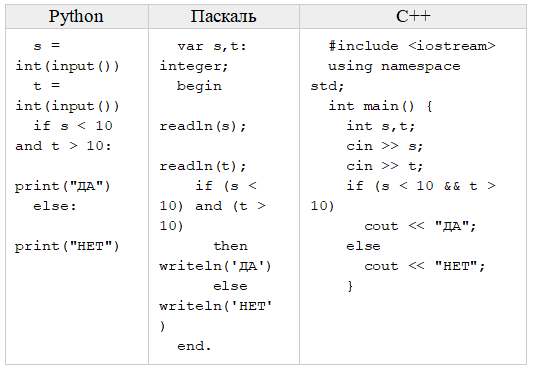 Python
Паскаль
C++
s =
int(input())
t =
int(input())
if s < 10
and t > 10:
print("ДА")
else:
print("НЕТ")
var s,t:
integer;
begin
readln(s);
readln(t);
if (s <
10) and (t >
10)
then
writeln('ДА')
else
writeln('НЕТ'
)
end.
#include <iostream>
using namespace
std;
int main() {
int s,t;
cin >> s;
cin >> t;
if (s < 10 && t >
10)
cout << "ДА";
else
cout << "НЕТ";
}